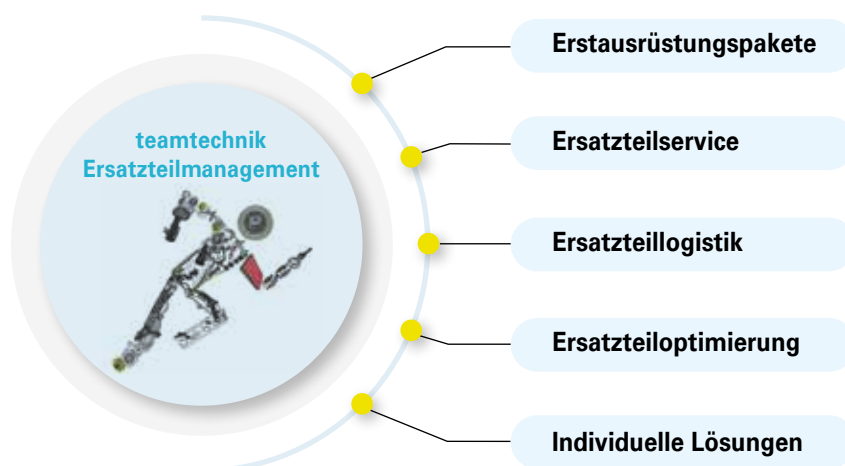 teamtechnik
Ersatzteilmanagement
Erstausrüstungspakete
Ersatzteilservice
Ersatzteillogistik
Ersatzteiloptimierung
Individuelle Lösungen